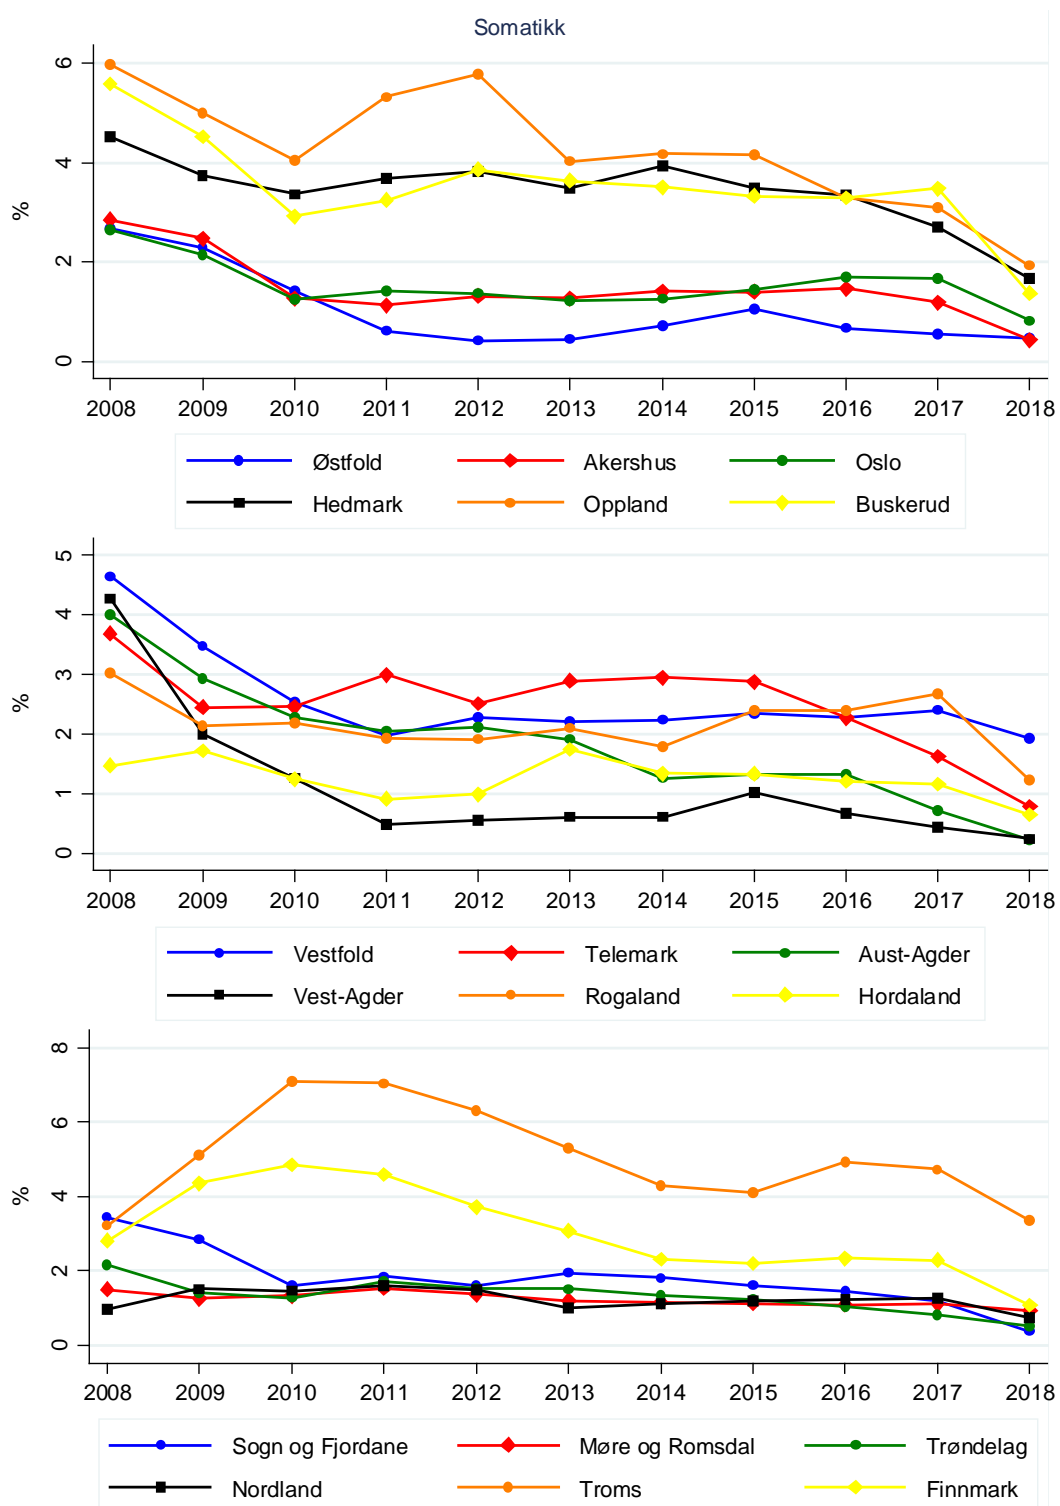 Somatikk
6
4
2
0
%
2008 2009 2010 2011 2012 2013 2014 2015 2016 2017 2018
Østfold Akershus Oslo
Hedmark Oppland Buskerud
5
4
3
2
1
0
%
2008 2009 2010 2011 2012 2013 2014 2015 2016 2017 2018
Vestfold Telemark Aust-Agder
Vest-Agder Rogaland Hordaland
8
6
4
2
0
%
2008 2009 2010 2011 2012 2013 2014 2015 2016 2017 2018
Sogn og Fjordane Møre og Romsdal Trøndelag
Nordland Troms Finnmark